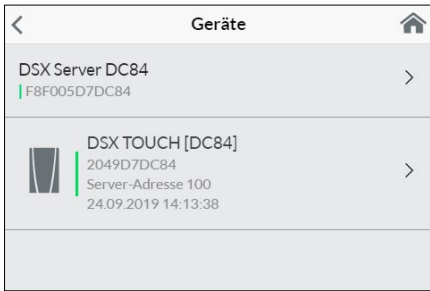 Geräte
DSX Server DC84
F8F005D7DC84
DSX TOUCH [DC84]
2049D7DC84
Server-Adresse 100
24.09.2019 14:13:38